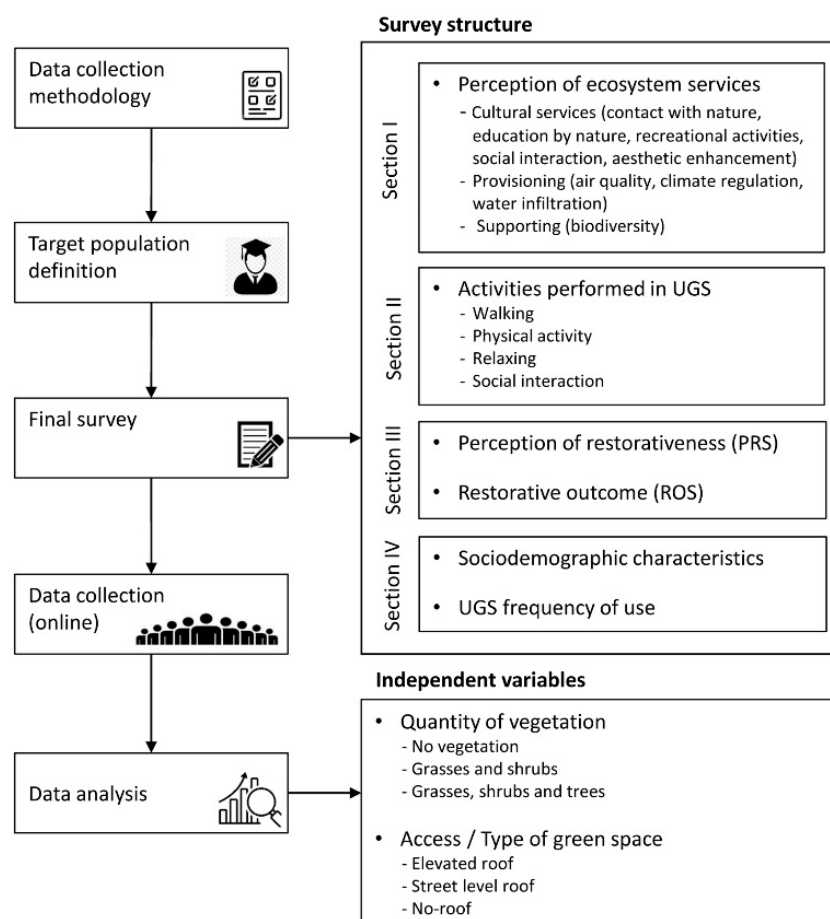 Data collection
methodology
Target population
definition
Final survey
Data collection
(online)
Data analysis
Survey structure
Section I
• Perception of ecosystem services
- Cultural services (contact with nature,
education by nature, recreational activities,
social interaction, aesthetic enhancement)
- Provisioning (air quality, climate regulation,
water infiltration)
- Supporting (biodiversity)
Section II
• Activities performed in UGS
- Walking
- Physical activity
- Relaxing
- Social interaction
Section III
• Perception of restorativeness (PRS)
• Restorative outcome (ROS)
Section IV
• Sociodemographic characteristics
• UGS frequency of use
Independent variables
• Quantity of vegetation
- No vegetation
- Grasses and shrubs
- Grasses, shrubs and trees
• Access / Type of green space
- Elevated roof
- Street level roof
- No-roof